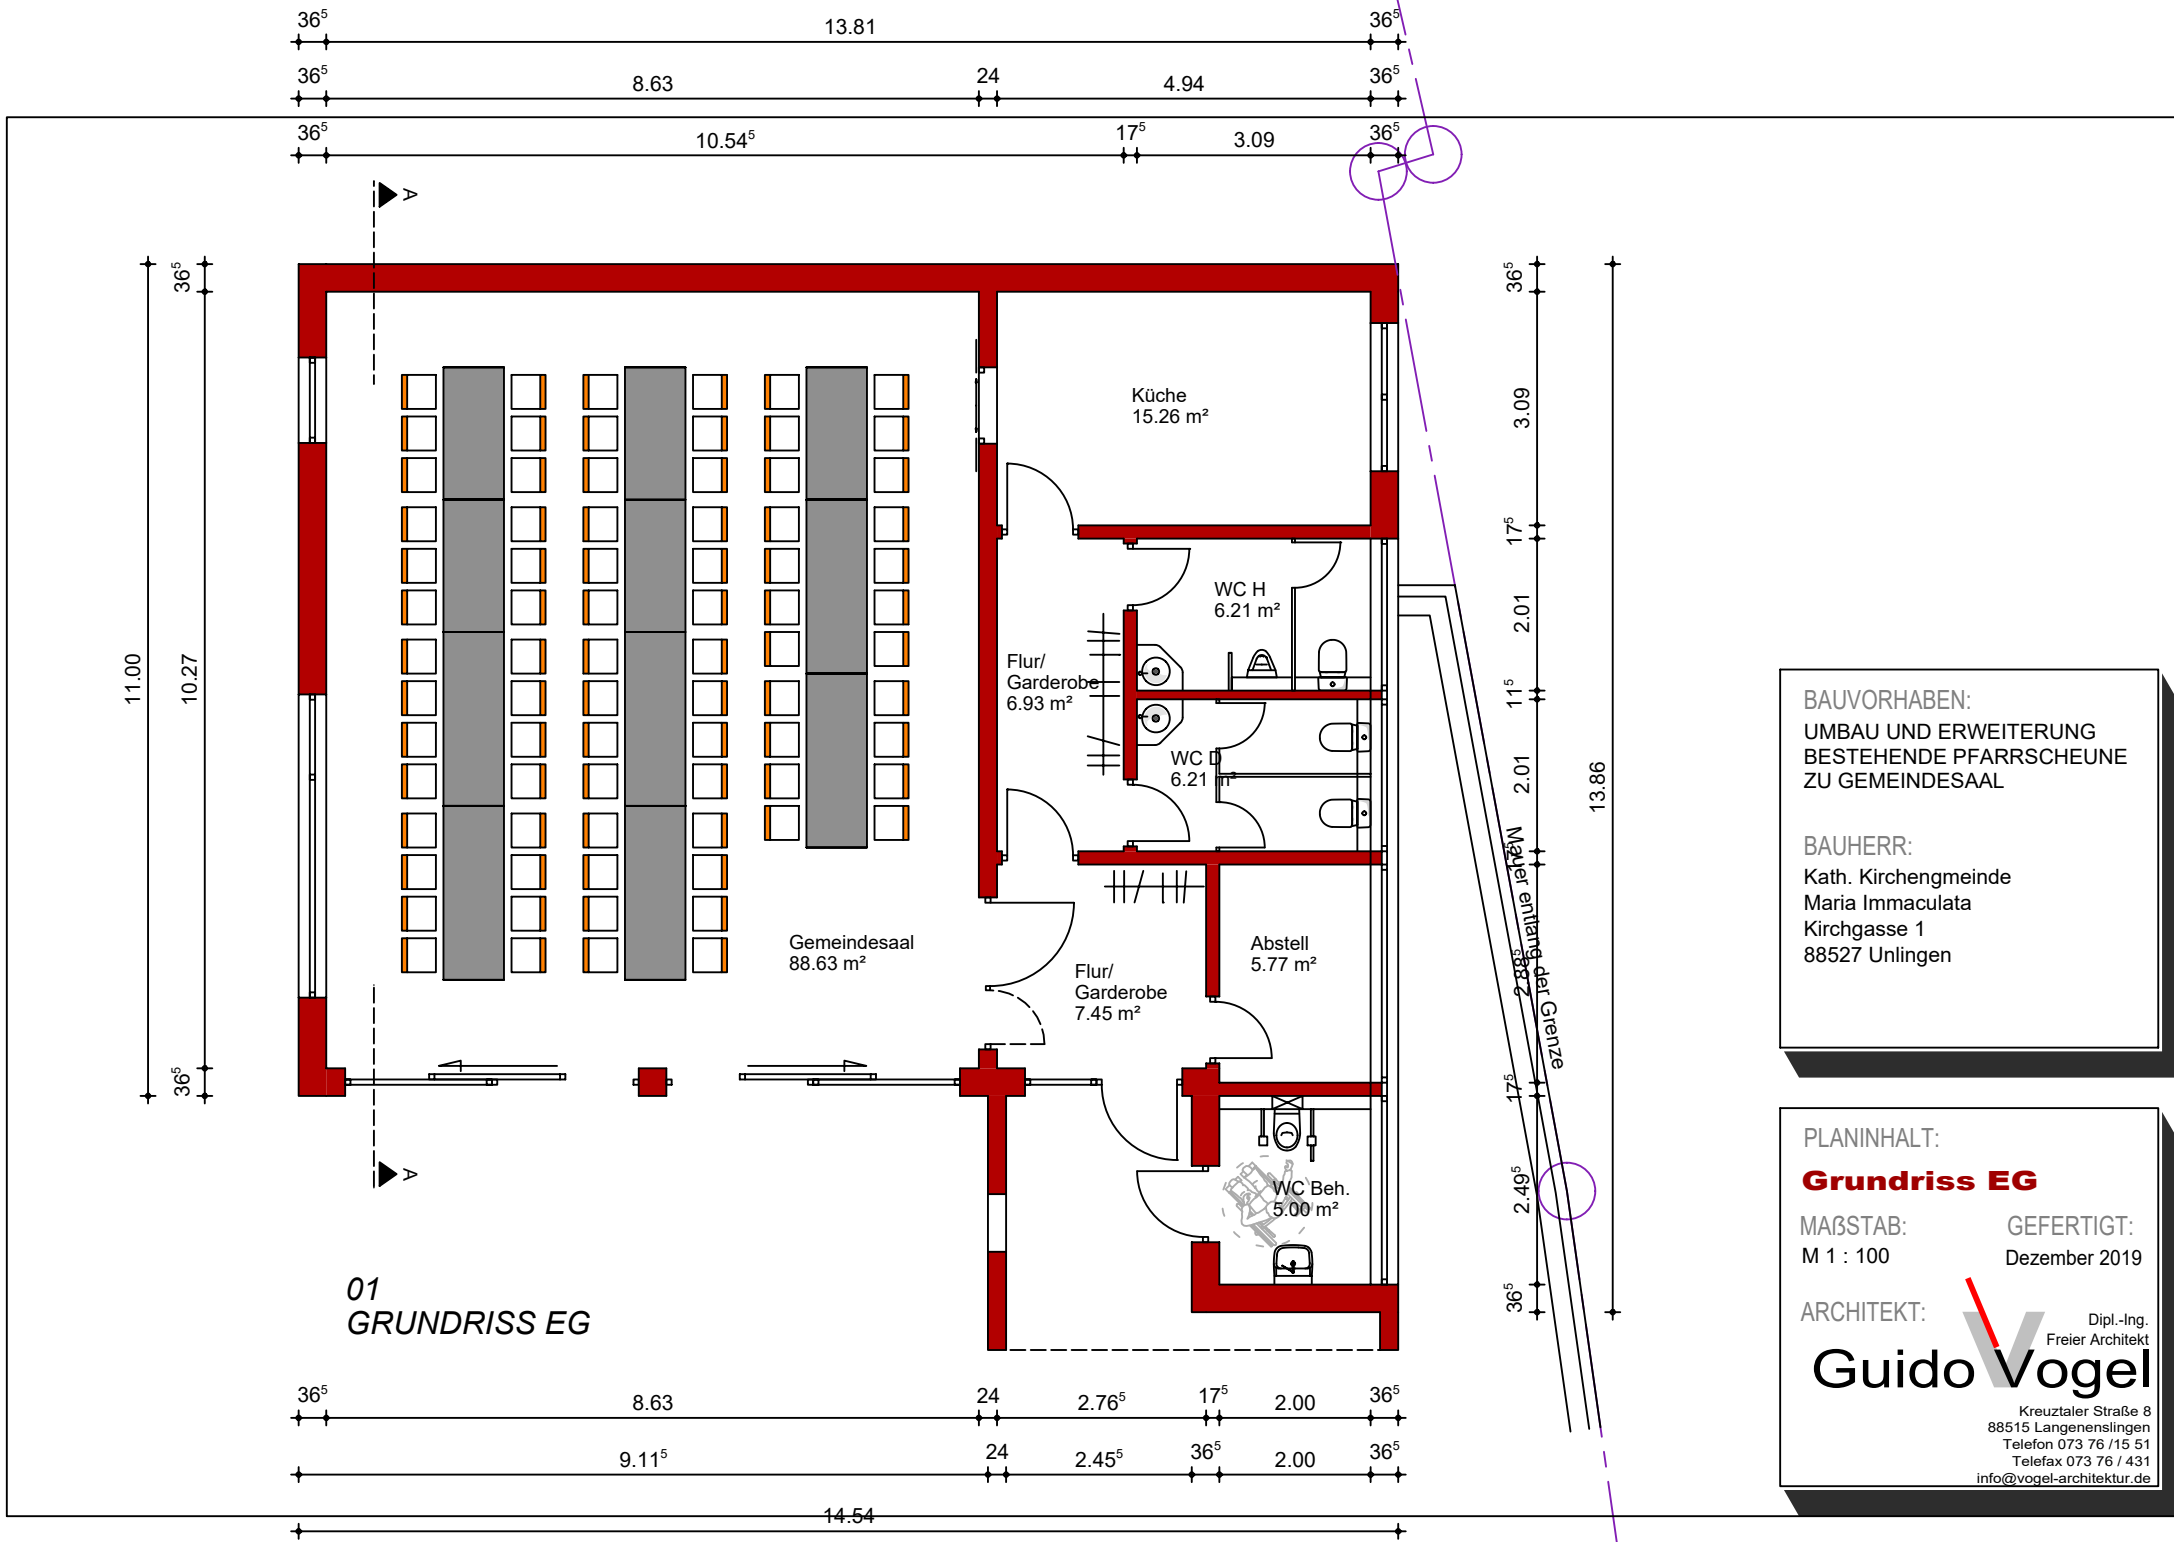 36⁵ 13.81 36⁵
36⁵ 8.63 24 4.94 36⁵
36⁵ 10.54⁵ 17⁵ 3.09 36⁵
A
36⁵
10.27
36⁵
11.00
Küche
15.26 m²
WC H
6.21 m²
Flur/
Garderobe
6.93 m²
WC D
6.21 m²
Gemeindesaal
88.63 m²
Flur/
Garderobe
7.45 m²
Abstell
5.77 m²
WC Beh.
5.00 m²
A
36⁵
3.09
17⁵
2.01
11⁵
2.01
2.88⁵
17⁵
2.49⁵
36⁵
13.86
Mauer entlang der Grenze
01
GRUNDRISS EG
36⁵ 8.63 24 2.76⁵ 17⁵ 2.00 36⁵
9.11⁵ 24 2.45⁵ 36⁵ 2.00 36⁵
14.54
BAUVORHABEN:
UMBAU UND ERWEITERUNG
BESTEHENDE PFARRSCHEUNE
ZU GEMEINDESAAL
BAUHERR:
Kath. Kirchengmeinde
Maria Immaculata
Kirchgasse 1
88527 Unlingen
PLANINHALT:
Grundriss EG
MAßSTAB: GEFERTIGT:
M 1 : 100 Dezember 2019
ARCHITEKT:
Dipl.-Ing.
Freier Architekt
Guido Vogel
Kreuztaler Straße 8
88515 Langenenslingen
Telefon 073 76 /15 51
Telefax 073 76 / 431
info@vogel-architektur.de